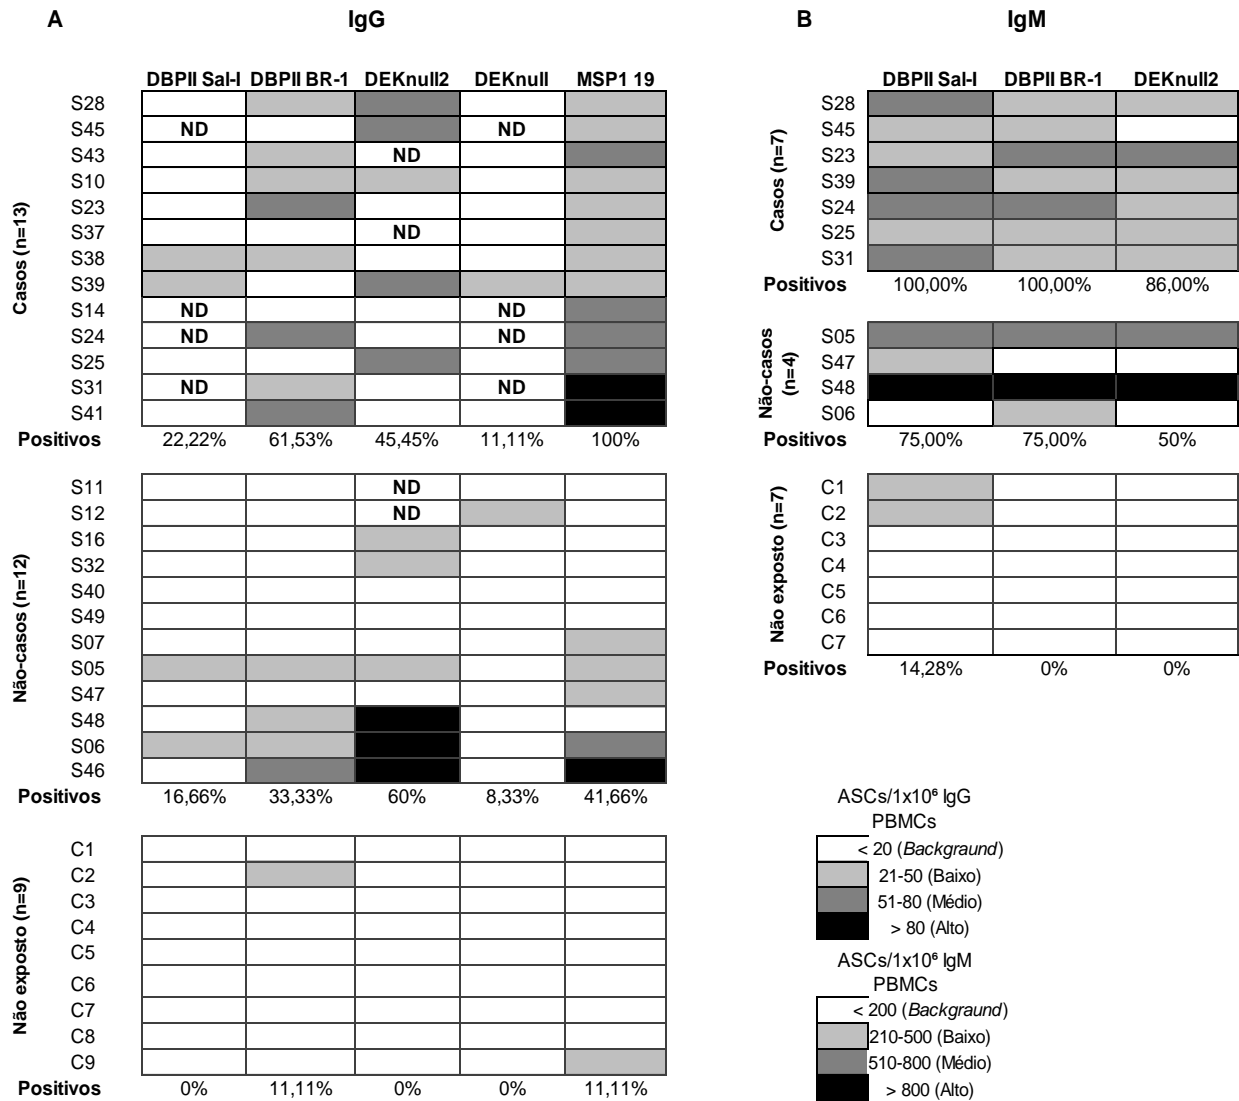 A IgG
DBPII Sal-I DBPII BR-1 DEKnull2 DEKnull MSP1 19
Casos (n=13)
S28
S45 ND ND
S43 ND
S10
S23
S37 ND
S38
S39
S14 ND ND
S24 ND ND
S25
S31 ND ND
S41
Positivos 22,22% 61,53% 45,45% 11,11% 100%
Não-casos (n=12)
S11 ND
S12 ND
S16
S32
S40
S49
S07
S05
S47
S48
S06
S46
Positivos 16,66% 33,33% 60% 8,33% 41,66%
Não exposto (n=9)
C1
C2
C3
C4
C5
C6
C7
C8
C9
Positivos 0% 11,11% 0% 0% 11,11%
B IgM
DBPII Sal-I DBPII BR-1 DEKnull2
Casos (n=7)
S28
S45
S23
S39
S24
S25
S31
Positivos 100,00% 100,00% 86,00%
Não-casos
(n=4)
S05
S47
S48
S06
Positivos 75,00% 75,00% 50%
Não exposto (n=7)
C1
C2
C3
C4
C5
C6
C7
Positivos 14,28% 0% 0%
ASCs/1x10⁶ IgG
PBMCs
< 20 (Backgraund)
21-50 (Baixo)
51-80 (Médio)
> 80 (Alto)
ASCs/1x10⁶ IgM
PBMCs
< 200 (Backgraund)
210-500 (Baixo)
510-800 (Médio)
> 800 (Alto)